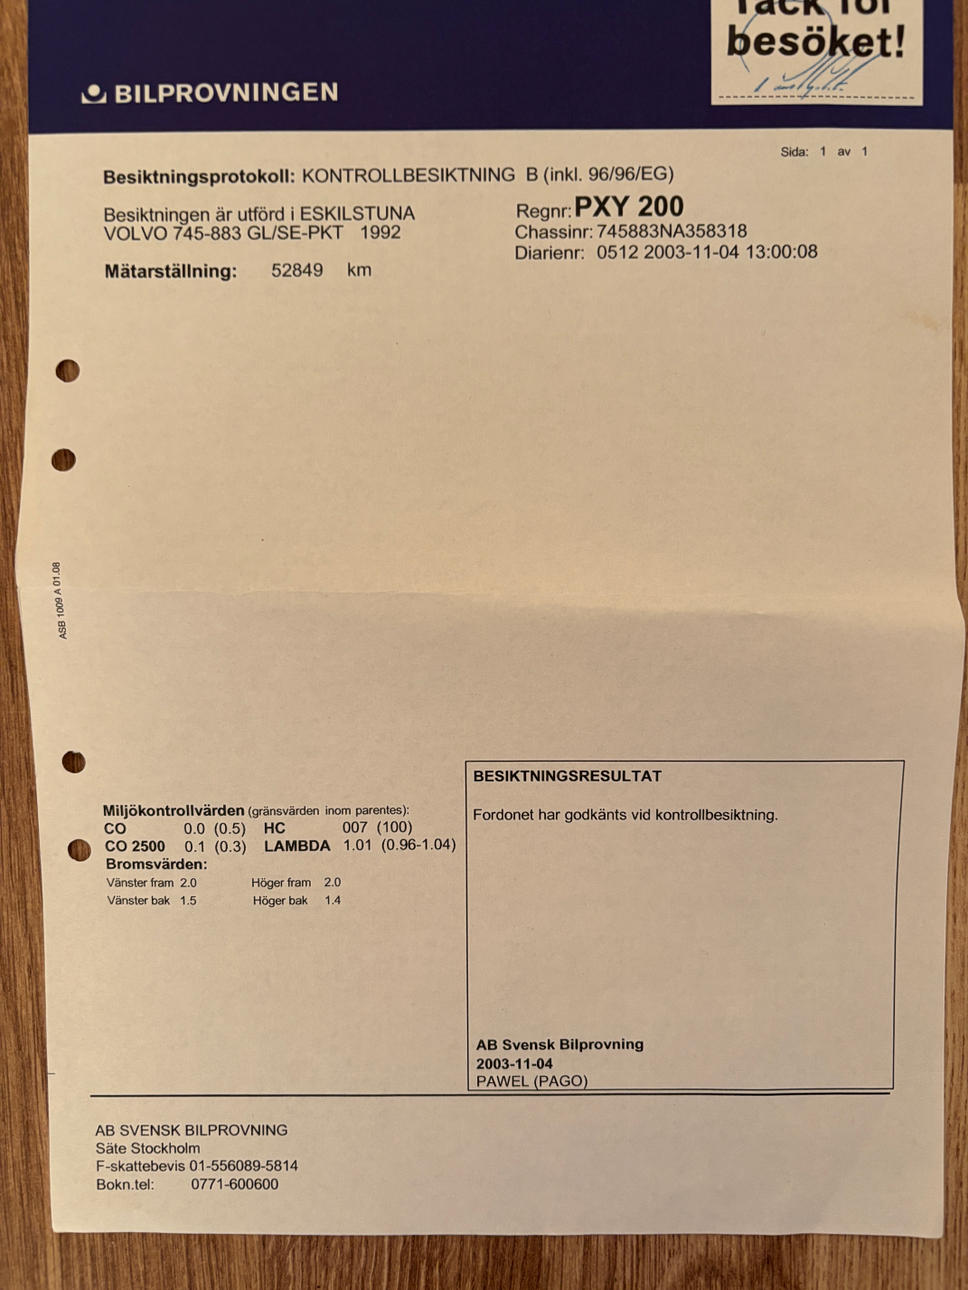 Tack för
besöket!
BILPROVNINGEN
Sida: 1 av 1
Besiktningsprotokoll: KONTROLLBESIKTNING B (inkl. 96/96/EG)
Besiktningen är utförd i ESKILSTUNA
VOLVO 745-883 GL/SE-PKT 1992
Regnr: PXY 200
Chassinr: 745883NA358318
Diarienr: 0512 2003-11-04 13:00:08
Mätarställning: 52849 km
ASB 1009 A 01.08
Miljökontrollvärden (gränsvärden inom parentes):
CO 0.0 (0.5) HC 007 (100)
CO 2500 0.1 (0.3) LAMBDA 1.01 (0.96-1.04)
Bromsvärden:
Vänster fram 2.0 Höger fram 2.0
Vänster bak 1.5 Höger bak 1.4
BESIKTNINGSRESULTAT
Fordonet har godkänts vid kontrollbesiktning.
AB Svensk Bilprovning
2003-11-04
PAWEL (PAGO)
AB SVENSK BILPROVNING
Säte Stockholm
F-skattebevis 01-556089-5814
Bokn.tel: 0771-600600